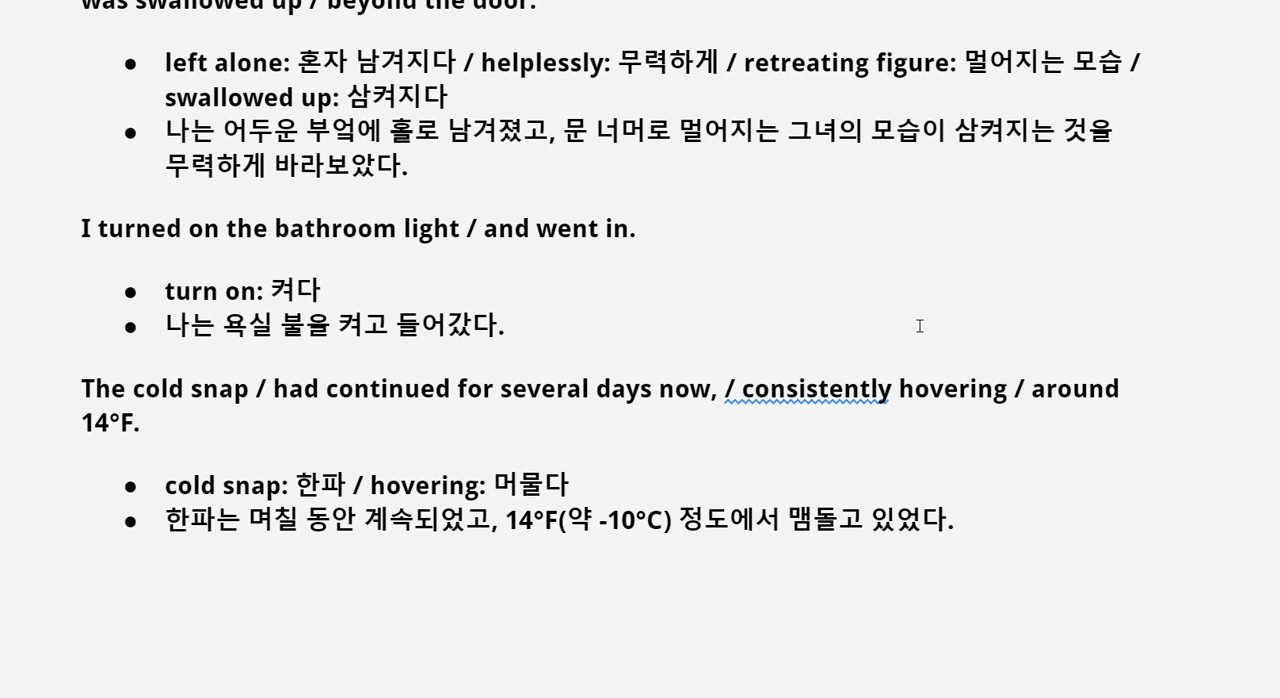 was swallowed up / beyond the door.
● left alone: 혼자 남겨지다 / helplessly: 무력하게 / retreating figure: 멀어지는 모습 /
swallowed up: 삼켜지다
● 나는 어두운 부엌에 홀로 남겨졌고, 문 너머로 멀어지는 그녀의 모습이 삼켜지는 것을
무력하게 바라보았다.
I turned on the bathroom light / and went in.
● turn on: 켜다
● 나는 욕실 불을 켜고 들어갔다.
The cold snap / had continued for several days now, / consistently hovering / around
14°F.
● cold snap: 한파 / hovering: 머물다
● 한파는 며칠 동안 계속되었고, 14°F(약 -10°C) 정도에서 맴돌고 있었다.